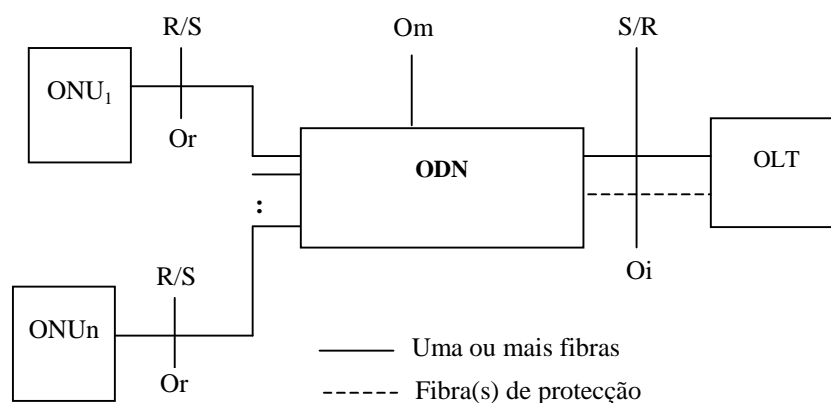 R/S
Om
S/R
ONU₁
Or
ODN
OLT
:
R/S
Oi
ONUn
Or
Uma ou mais fibras
Fibra(s) de protecção